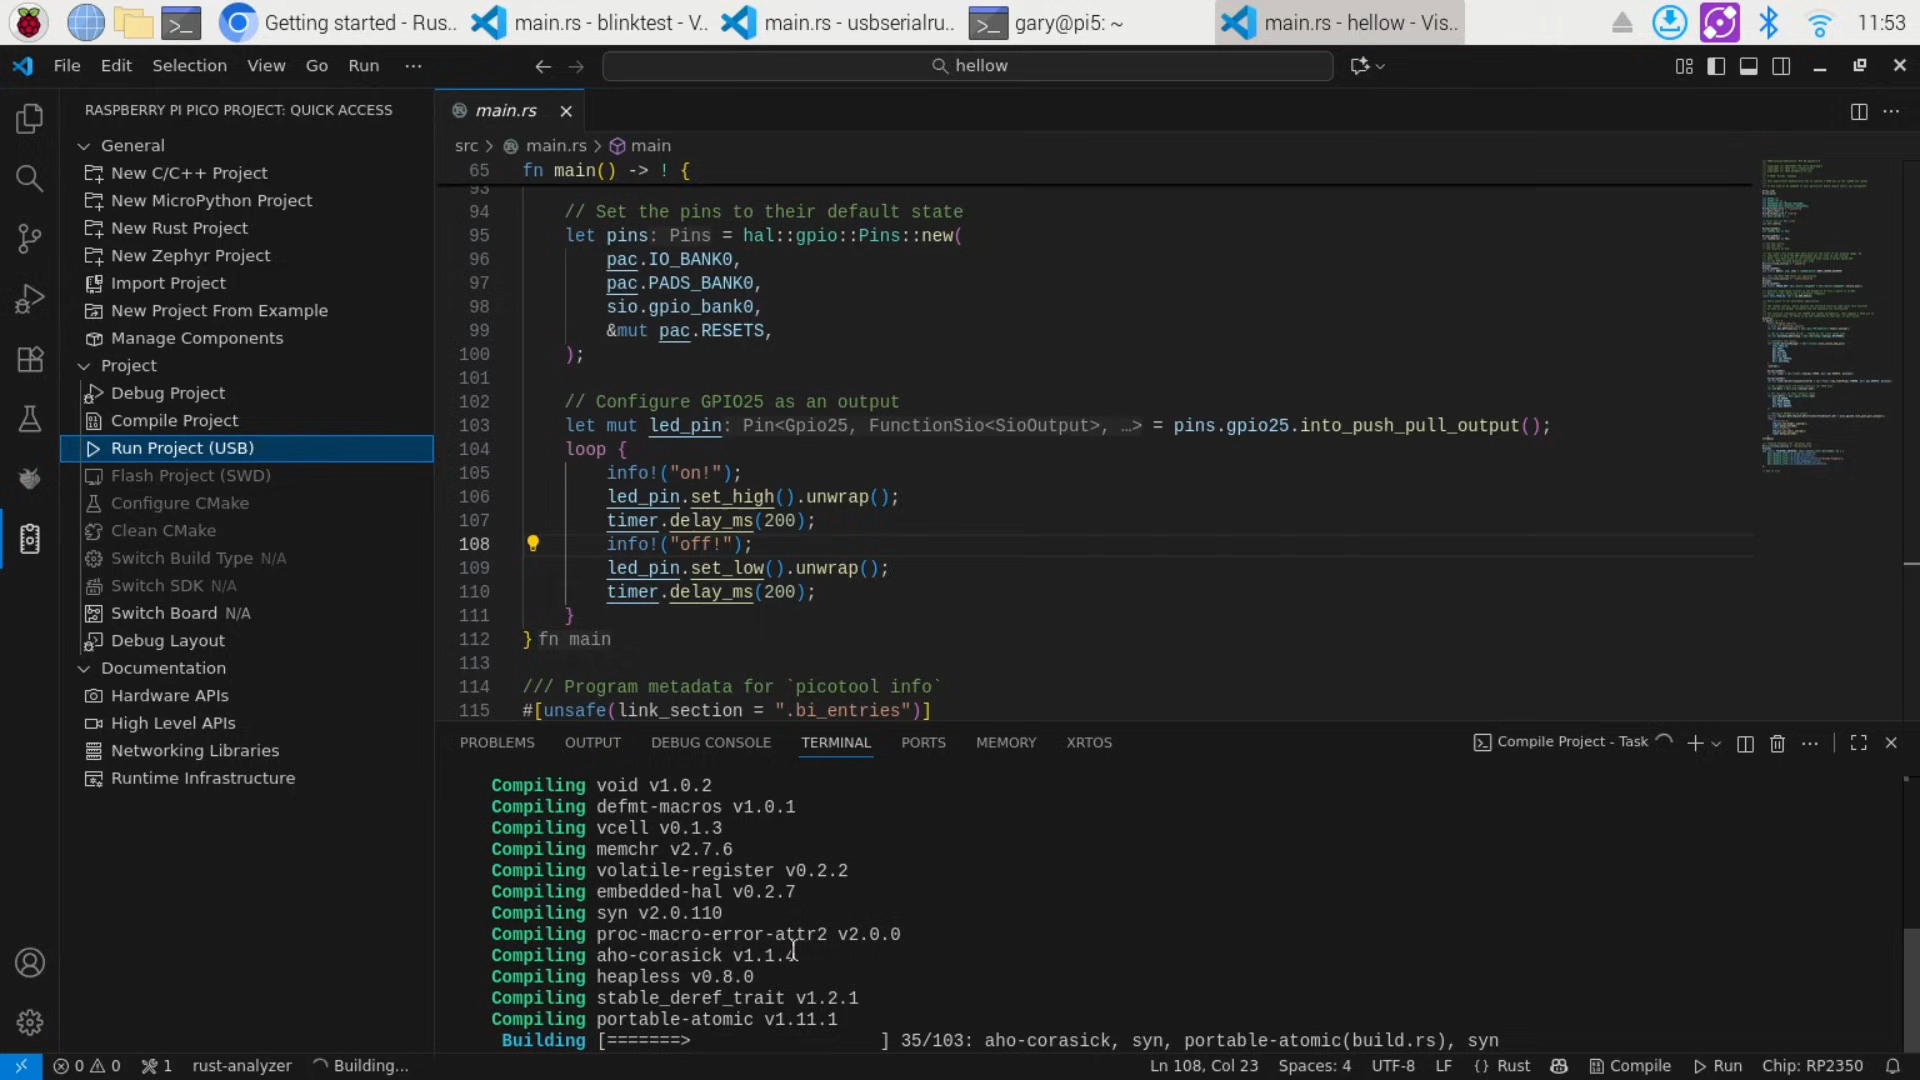 Getting started - Rus..
main.rs - blinktest - V..
main.rs - usbserialru..
gary@pi5: ~
main.rs - hellow - Vis..
11:53
File Edit Selection View Go Run ···
hellow
RASPBERRY PI PICO PROJECT: QUICK ACCESS
General
New C/C++ Project
New MicroPython Project
New Rust Project
New Zephyr Project
Import Project
New Project From Example
Manage Components
Project
Debug Project
Compile Project
Run Project (USB)
Flash Project (SWD)
Configure CMake
Clean CMake
Switch Build Type N/A
Switch SDK N/A
Switch Board N/A
Debug Layout
Documentation
Hardware APIs
High Level APIs
Networking Libraries
Runtime Infrastructure
main.rs
src > main.rs > main
65 fn main() -> ! {
93
94 // Set the pins to their default state
95 let pins: Pins = hal::gpio::Pins::new(
96 pac.IO_BANK0,
97 pac.PADS_BANK0,
98 sio.gpio_bank0,
99 &mut pac.RESETS,
100 );
101
102 // Configure GPIO25 as an output
103 let mut led_pin: Pin<Gpio25, FunctionSio<SioOutput>, …> = pins.gpio25.into_push_pull_output();
104 loop {
105 info!("on!");
106 led_pin.set_high().unwrap();
107 timer.delay_ms(200);
108 info!("off!");
109 led_pin.set_low().unwrap();
110 timer.delay_ms(200);
111 }
112 } fn main
113
114 /// Program metadata for `picotool info`
115 #[unsafe(link_section = ".bi_entries")]
PROBLEMS OUTPUT DEBUG CONSOLE TERMINAL PORTS MEMORY XRTOS
Compile Project - Task
Compiling void v1.0.2
Compiling defmt-macros v1.0.1
Compiling vcell v0.1.3
Compiling memchr v2.7.6
Compiling volatile-register v0.2.2
Compiling embedded-hal v0.2.7
Compiling syn v2.0.110
Compiling proc-macro-error-attr2 v2.0.0
Compiling aho-corasick v1.1.4
Compiling heapless v0.8.0
Compiling stable_deref_trait v1.2.1
Compiling portable-atomic v1.11.1
Building [=======> ] 35/103: aho-corasick, syn, portable-atomic(build.rs), syn
0 0 1 rust-analyzer Building... Ln 108, Col 23 Spaces: 4 UTF-8 LF {} Rust Compile Run Chip: RP2350